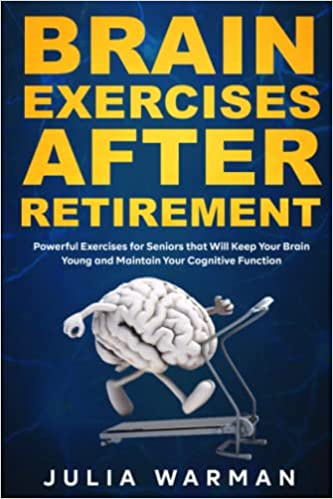 BRAIN
EXERCISES
AFTER
RETIREMENT
Powerful Exercises for Seniors that Will Keep Your Brain
Young and Maintain Your Cognitive Function
JULIA WARMAN